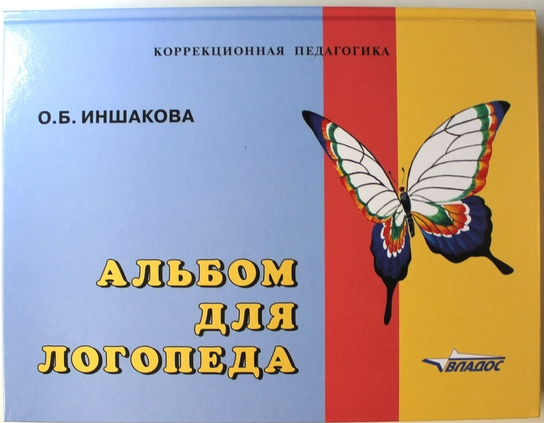 КОРРЕКЦИОННАЯ ПЕДАГОГИКА
О.Б. ИНШАКОВА
АЛЬБОМ
ДЛЯ
ЛОГОПЕДА
ВЛАДОС